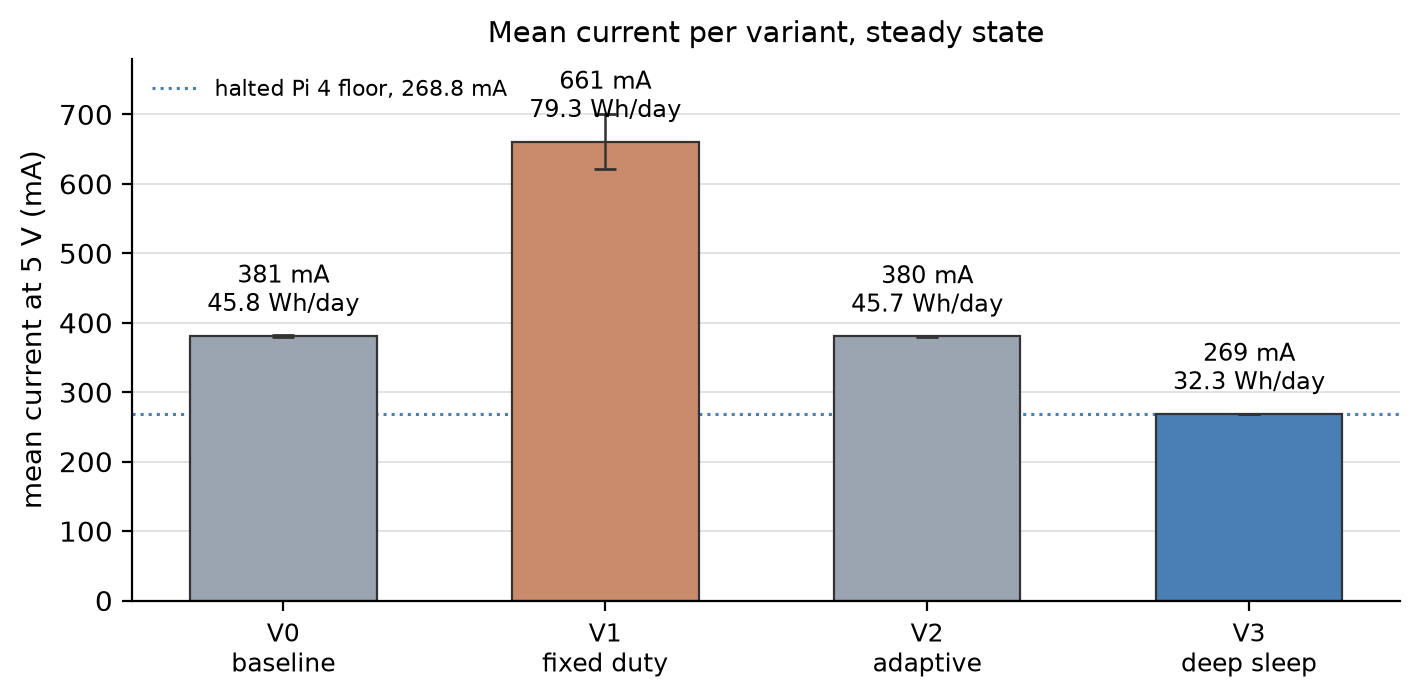 Mean current per variant, steady state
halted Pi 4 floor, 268.8 mA
mean current at 5 V (mA)
700
600
500
400
300
200
100
0
381 mA
45.8 Wh/day
661 mA
79.3 Wh/day
380 mA
45.7 Wh/day
269 mA
32.3 Wh/day
V0
baseline
V1
fixed duty
V2
adaptive
V3
deep sleep